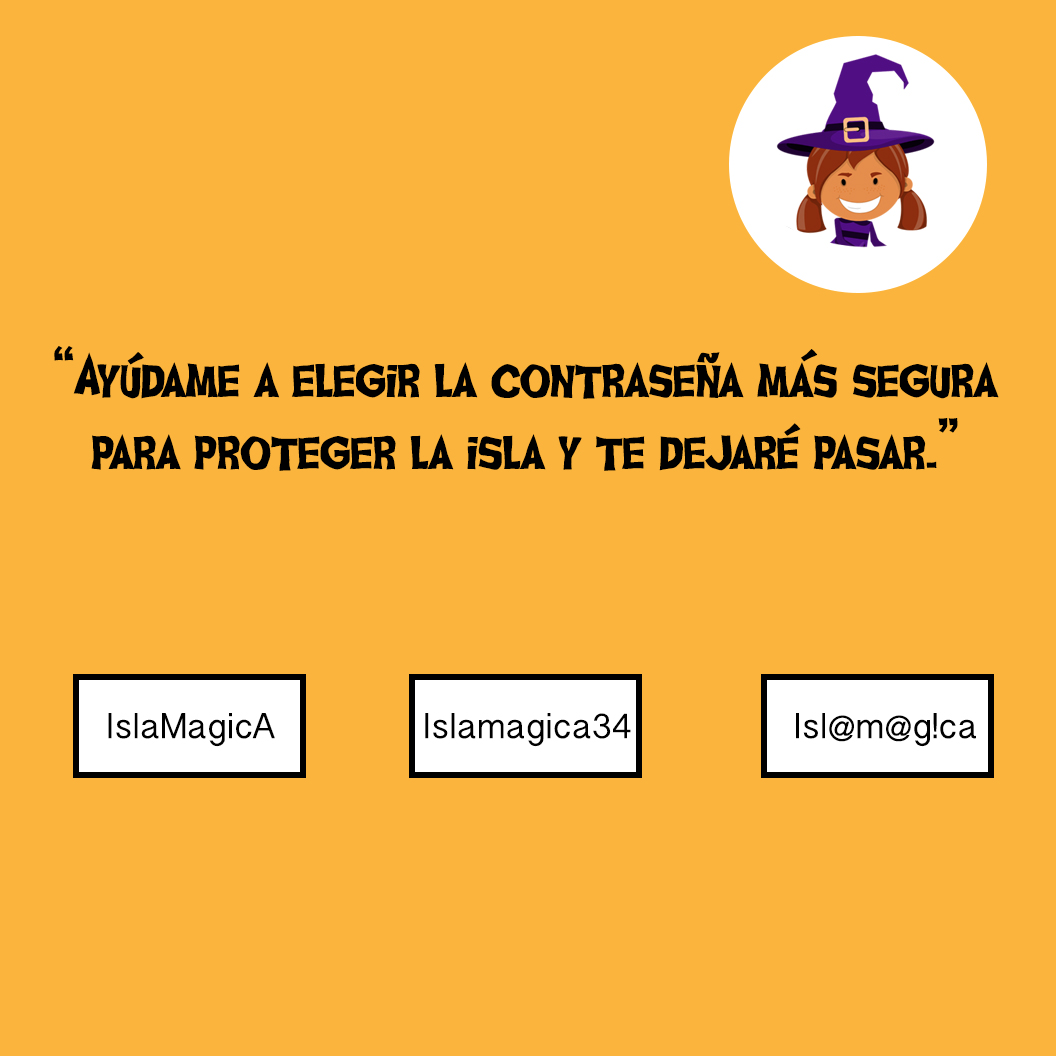 “Ayúdame a elegir la contraseña más segura
para proteger la isla y te dejaré pasar.”
IslaMagicA
Islamagica34
Isl@m@g!ca